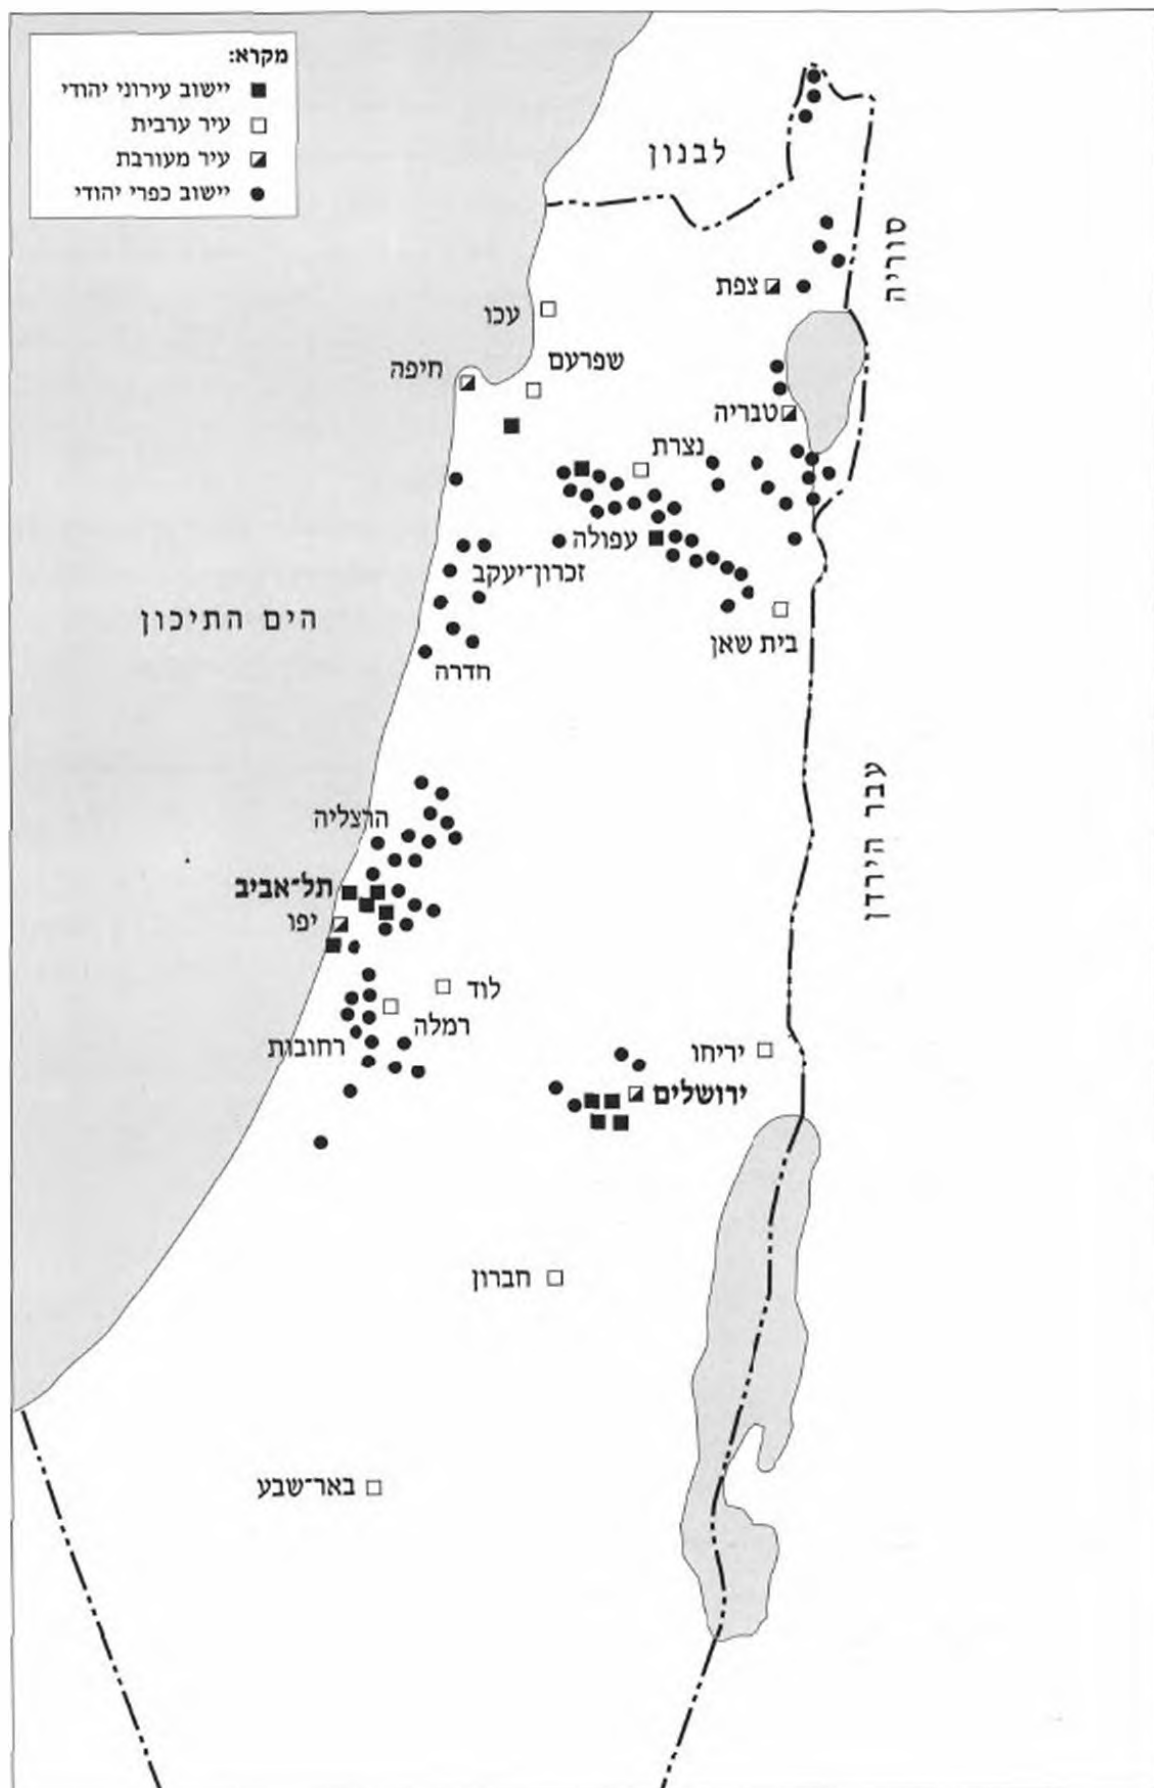 מקרא:
יישוב עירוני יהודי
עיר ערבית
עיר מעורבת
יישוב כפרי יהודי
לבנון
סוריה
צפת
עכו
שפרעם
חיפה
טבריה
נצרת
עפולה
זכרון־יעקב
הים התיכון
בית שאן
חדרה
עבר הירדן
הרצליה
תל־אביב
יפו
לוד
רמלה
רחובות
יריחו
ירושלים
חברון
באר־שבע